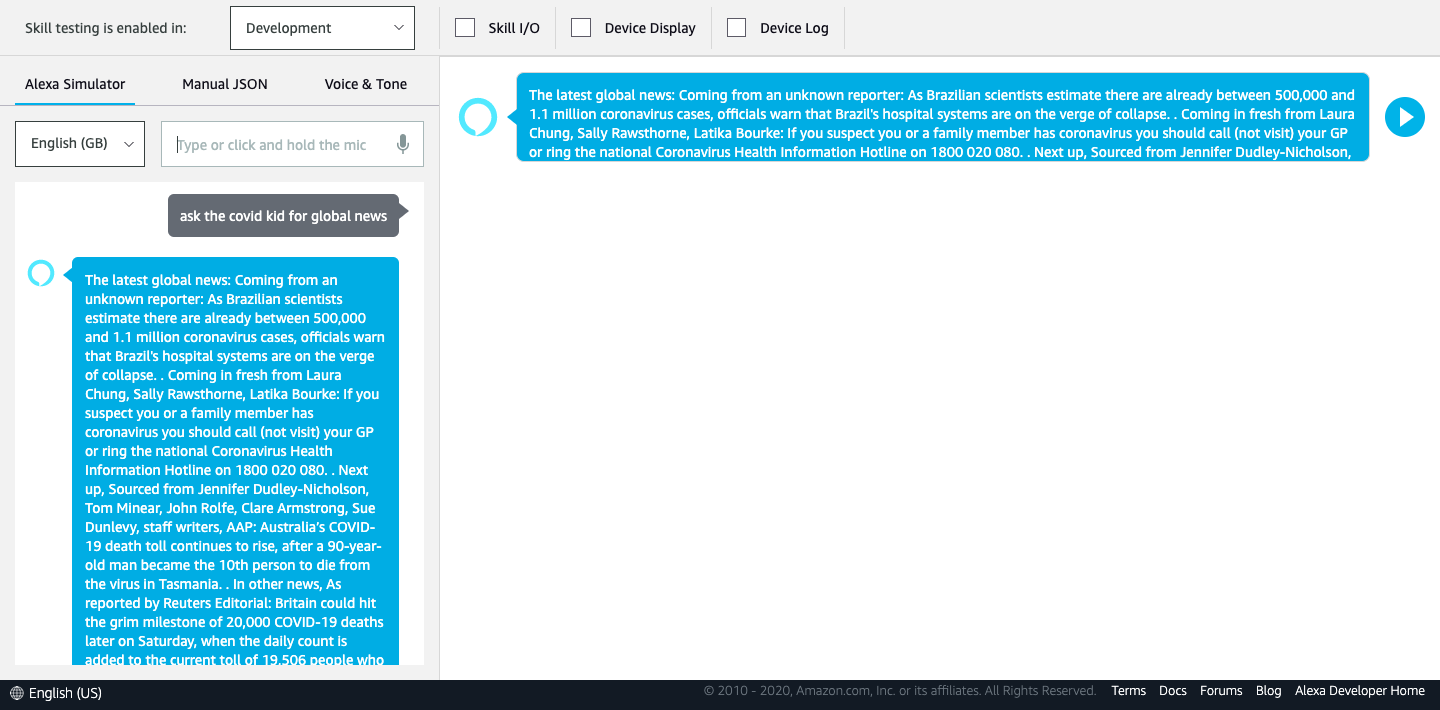 Skill testing is enabled in:
Development
Skill I/O
Device Display
Device Log
Alexa Simulator
Manual JSON
Voice & Tone
English (GB)
Type or click and hold the mic
ask the covid kid for global news
The latest global news: Coming from an
unknown reporter: As Brazilian scientists
estimate there are already between 500,000
and 1.1 million coronavirus cases, officials warn
that Brazil's hospital systems are on the verge
of collapse. . Coming in fresh from Laura
Chung, Sally Rawsthorne, Latika Bourke: If you
suspect you or a family member has
coronavirus you should call (not visit) your GP
or ring the national Coronavirus Health
Information Hotline on 1800 020 080. . Next
up, Sourced from Jennifer Dudley-Nicholson,
Tom Minear, John Rolfe, Clare Armstrong, Sue
Dunlevy, staff writers, AAP: Australia's COVID-
19 death toll continues to rise, after a 90-year-
old man became the 10th person to die from
the virus in Tasmania. . In other news, As
reported by Reuters Editorial: Britain could hit
the grim milestone of 20,000 COVID-19 deaths
later on Saturday, when the daily count is
added to the current toll of 19,506 people who
The latest global news: Coming from an unknown reporter: As Brazilian scientists estimate there are already between 500,000 and
1.1 million coronavirus cases, officials warn that Brazil's hospital systems are on the verge of collapse. . Coming in fresh from Laura
Chung, Sally Rawsthorne, Latika Bourke: If you suspect you or a family member has coronavirus you should call (not visit) your GP
or ring the national Coronavirus Health Information Hotline on 1800 020 080. . Next up, Sourced from Jennifer Dudley-Nicholson,
English (US)
© 2010 - 2020, Amazon.com, Inc. or its affiliates. All Rights Reserved.
Terms
Docs
Forums
Blog
Alexa Developer Home